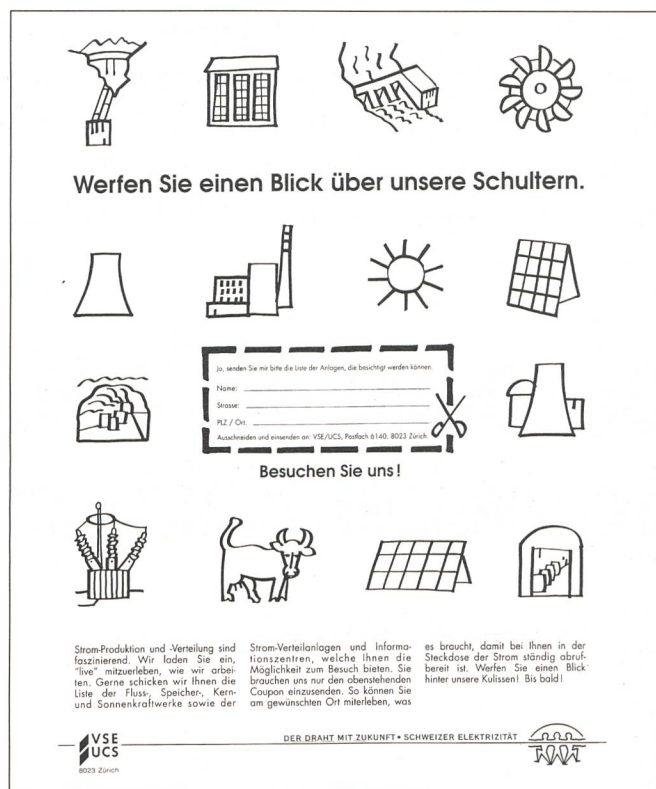 Werfen Sie einen Blick über unsere Schultern.
Ja, senden Sie mir bitte die Liste der Anlagen, die besichtigt werden können.
Name:
Strasse:
PLZ / Ort:
Ausschneiden und einsenden an: VSE/UCS, Postfach 6140, 8023 Zürich
Besuchen Sie uns!
Strom-Produktion und -Verteilung sind
faszinierend. Wir laden Sie ein,
"live" mitzuerleben, wie wir arbei-
ten. Gerne schicken wir Ihnen die
Liste der Fluss-, Speicher-, Kern-
und Sonnenkraftwerke sowie der
Strom-Verteilanlagen und Informa-
tionszentren, welche Ihnen die
Möglichkeit zum Besuch bieten. Sie
brauchen uns nur den obenstehenden
Coupon einzusenden. So können Sie
am gewünschten Ort miterleben, was
es braucht, damit bei Ihnen in der
Steckdose der Strom ständig abruf-
bereit ist. Werfen Sie einen Blick
hinter unsere Kulissen! Bis bald!
VSE
UCS
8023 Zürich
DER DRAHT MIT ZUKUNFT • SCHWEIZER ELEKTRIZITÄT